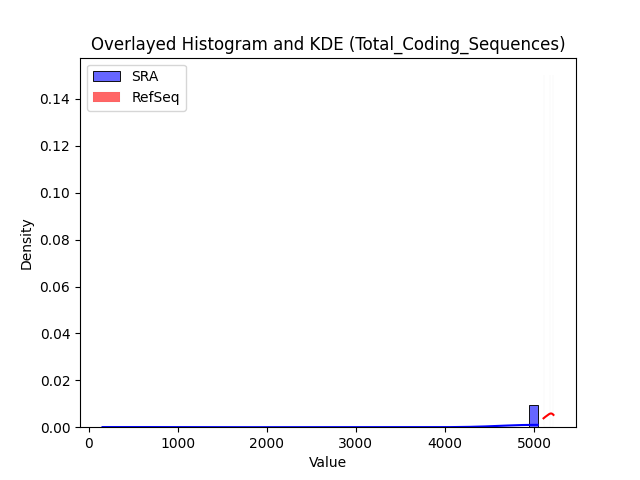 Overlayed Histogram and KDE (Total_Coding_Sequences)
SRA
RefSeq
0.14
0.12
0.10
0.08
0.06
0.04
0.02
0.00
Density
0
1000
2000
3000
4000
5000
Value